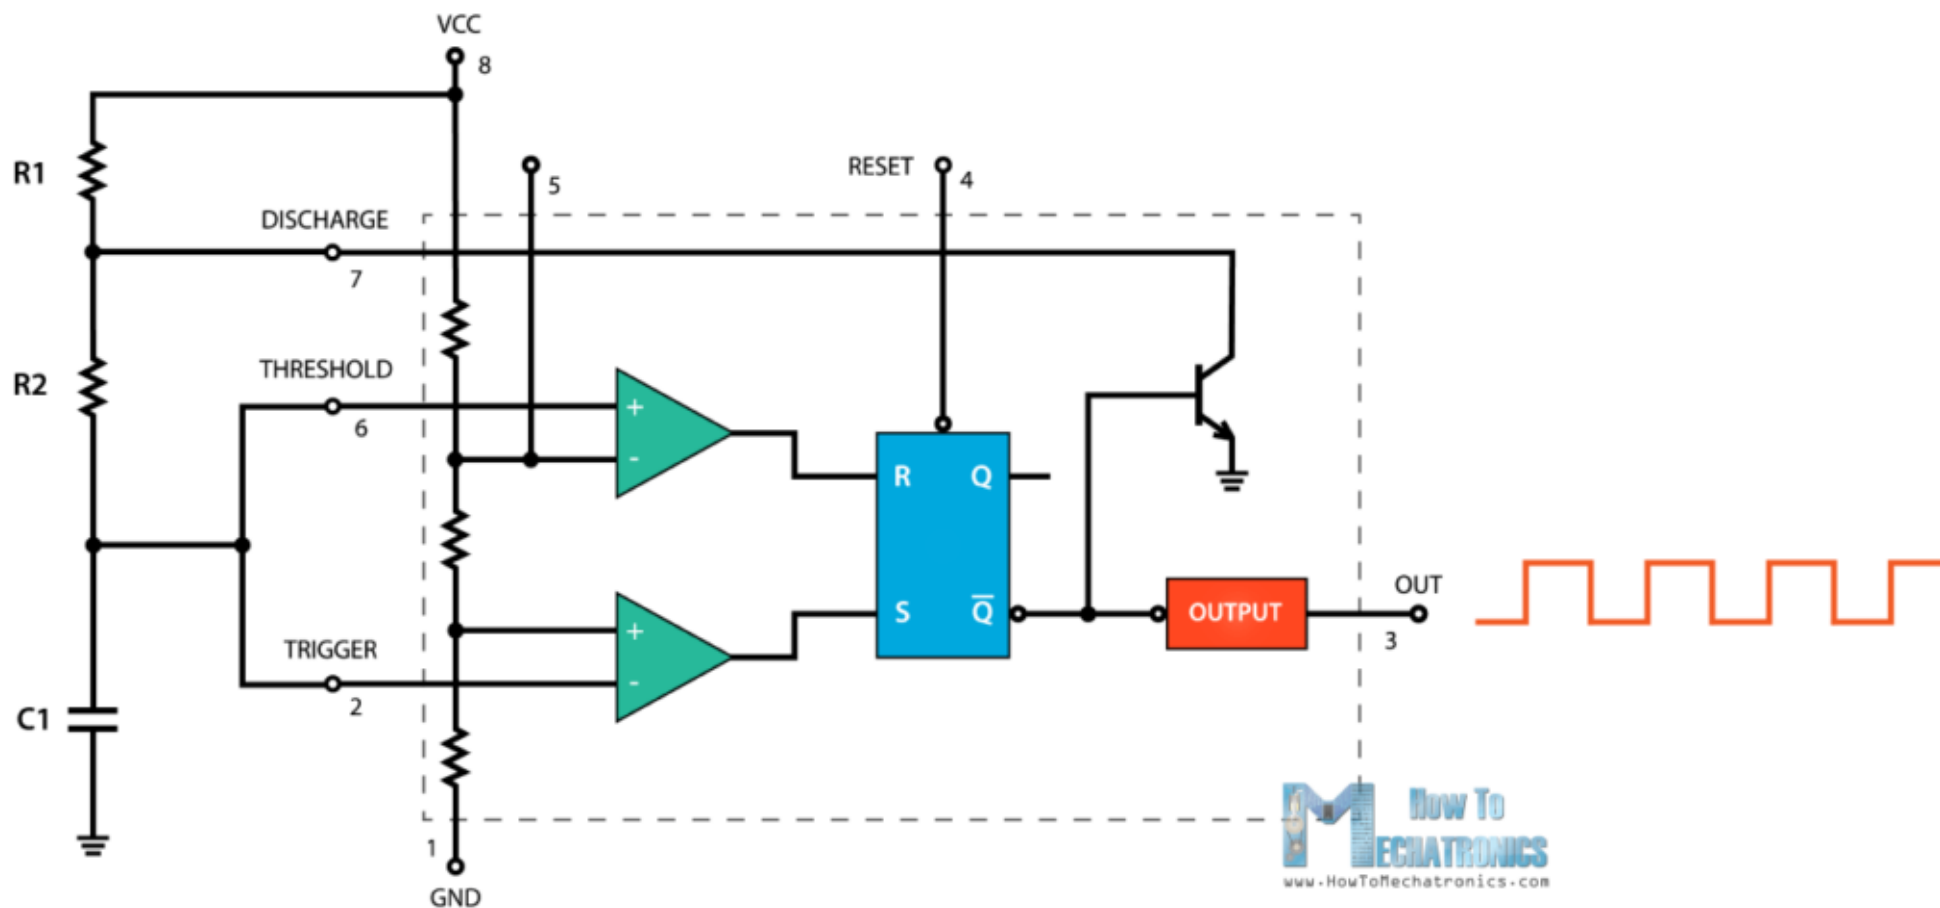 VCC
8
R1
5
RESET
4
DISCHARGE
7
THRESHOLD
6
R2
+
-
R
Q
S
Q̅
OUTPUT
OUT
3
+
-
TRIGGER
2
C1
1
GND
How To
MECHATRONICS
www.HowToMechatronics.com